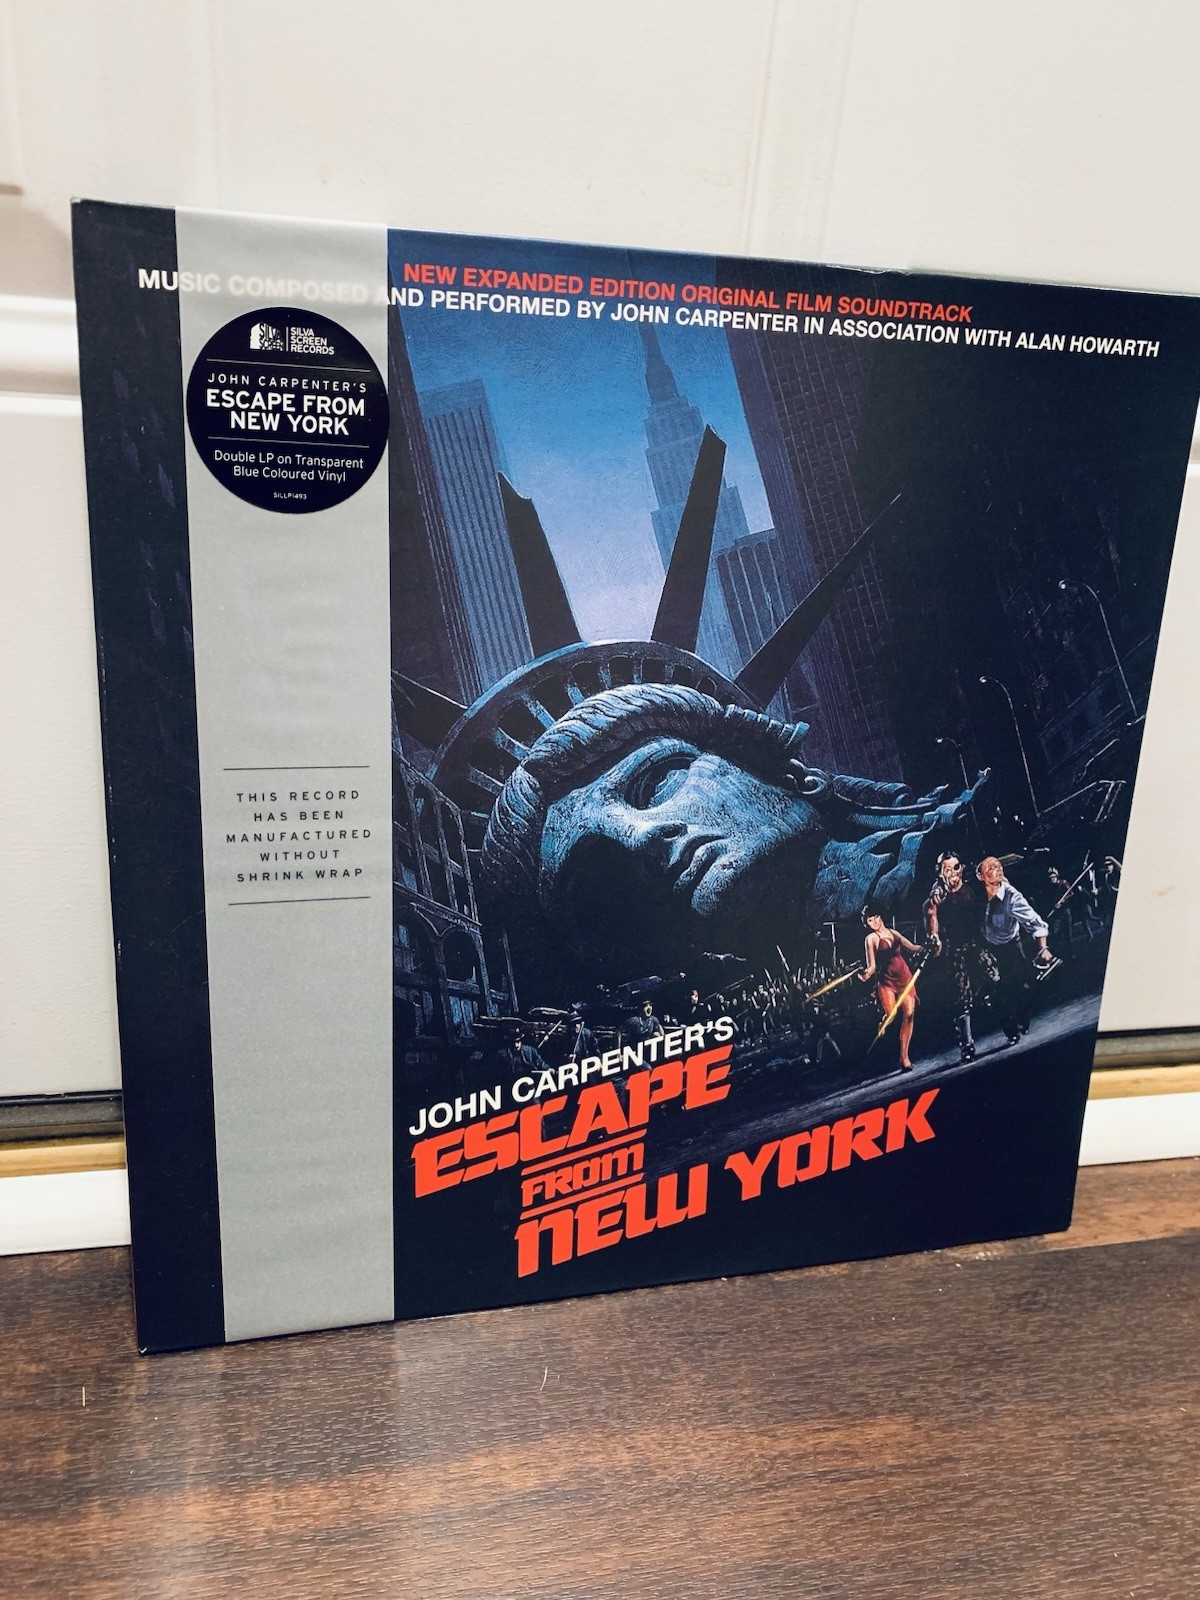 NEW EXPANDED EDITION ORIGINAL FILM SOUNDTRACK
MUSIC COMPOSED AND PERFORMED BY JOHN CARPENTER IN ASSOCIATION WITH ALAN HOWARTH
SILVA SCREEN
SILVA
SCREEN
RECORDS
JOHN CARPENTER'S
ESCAPE FROM
NEW YORK
Double LP on Transparent
Blue Coloured Vinyl
SILLP1493
THIS RECORD
HAS BEEN
MANUFACTURED
WITHOUT
SHRINK WRAP
JOHN CARPENTER'S
ESCAPE
FROM
NEW YORK